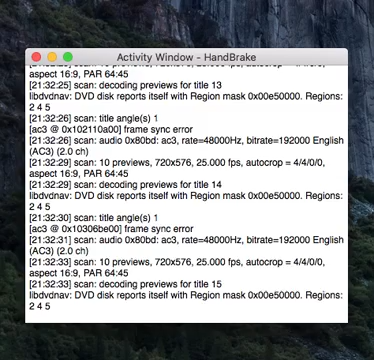 Activity Window - HandBrake
aspect 16:9, PAR 64:45
[21:32:25] scan: decoding previews for title 13
libdvdnav: DVD disk reports itself with Region mask 0x00e50000. Regions:
2 4 5
[21:32:26] scan: title angle(s) 1
[ac3 @ 0x102110a00] frame sync error
[21:32:26] scan: audio 0x80bd: ac3, rate=48000Hz, bitrate=192000 English
(AC3) (2.0 ch)
[21:32:29] scan: 10 previews, 720x576, 25.000 fps, autocrop = 4/4/0/0,
aspect 16:9, PAR 64:45
[21:32:29] scan: decoding previews for title 14
libdvdnav: DVD disk reports itself with Region mask 0x00e50000. Regions:
2 4 5
[21:32:30] scan: title angle(s) 1
[ac3 @ 0x10306be00] frame sync error
[21:32:31] scan: audio 0x80bd: ac3, rate=48000Hz, bitrate=192000 English
(AC3) (2.0 ch)
[21:32:33] scan: 10 previews, 720x576, 25.000 fps, autocrop = 4/4/0/0,
aspect 16:9, PAR 64:45
[21:32:33] scan: decoding previews for title 15
libdvdnav: DVD disk reports itself with Region mask 0x00e50000. Regions:
2 4 5